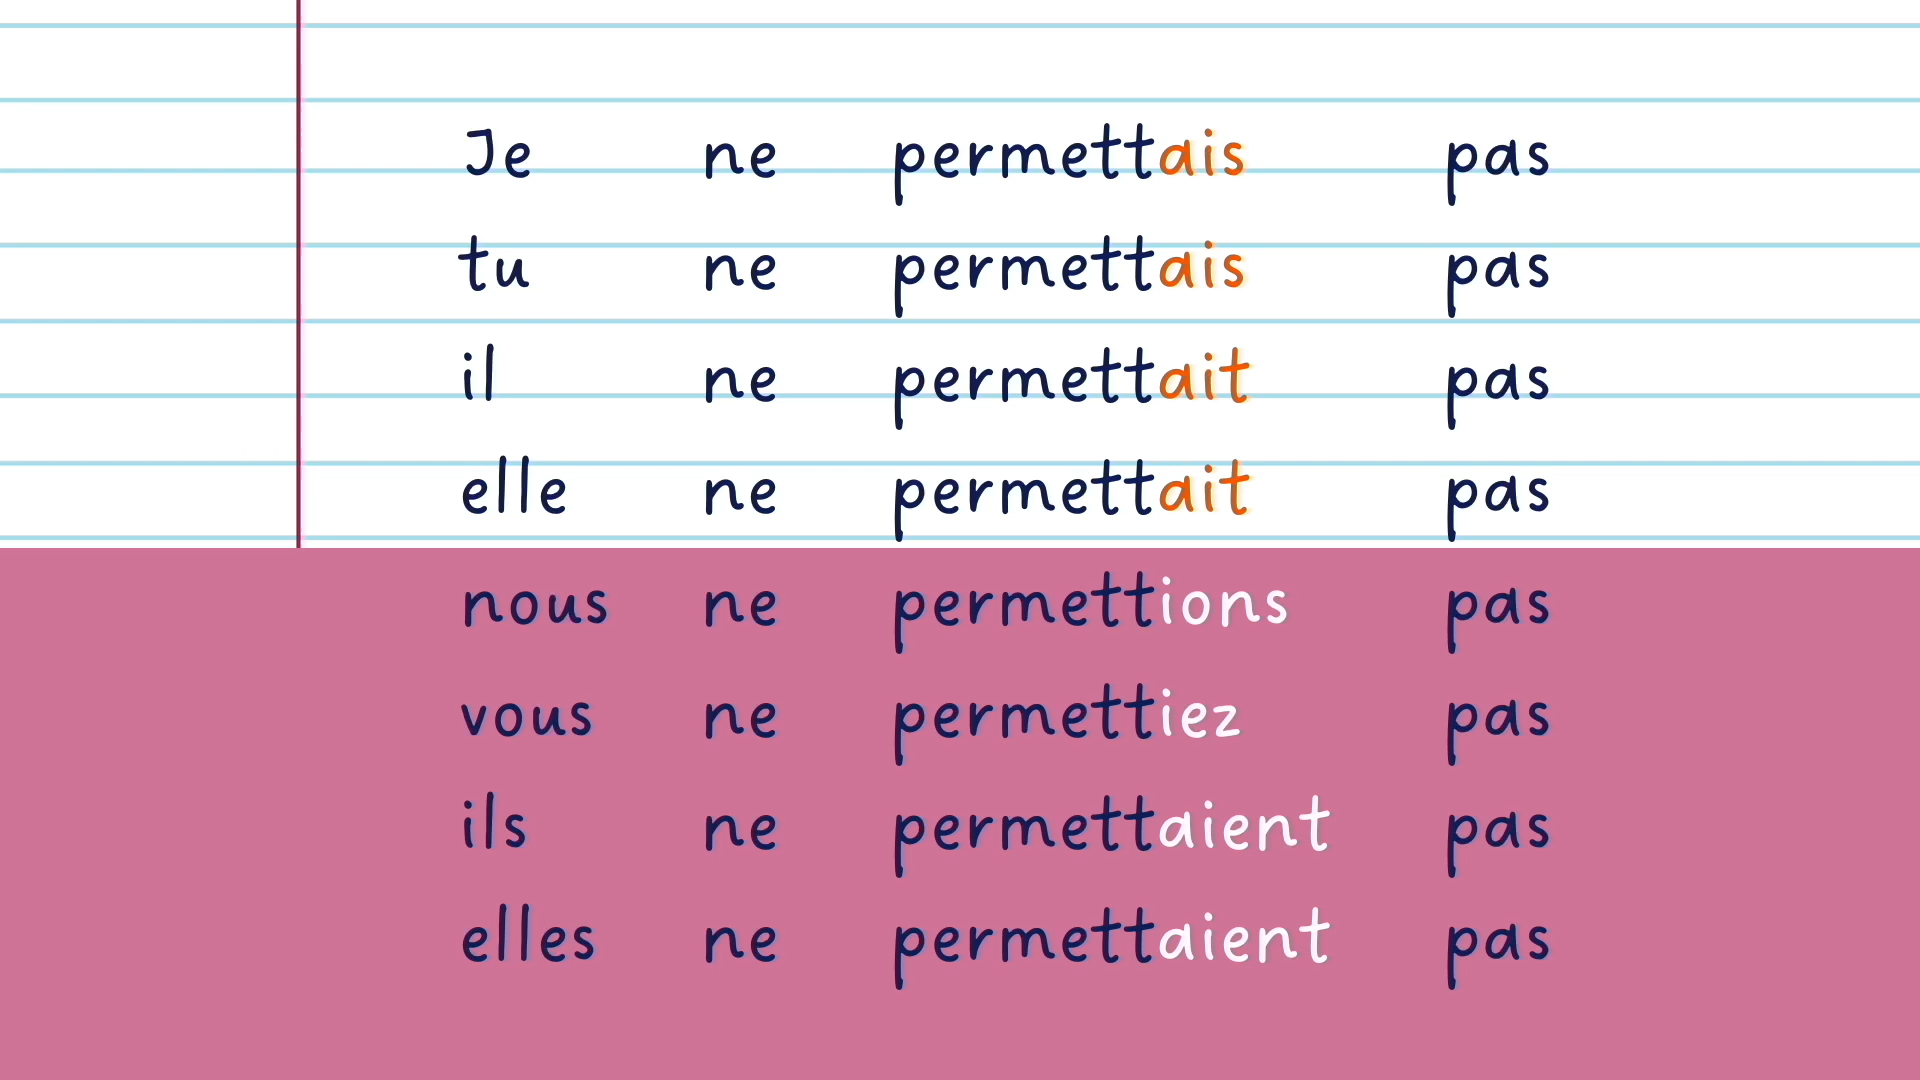 Je ne permettais pas
tu ne permettais pas
il ne permettait pas
elle ne permettait pas
nous ne permettions pas
vous ne permettiez pas
ils ne permettaient pas
elles ne permettaient pas